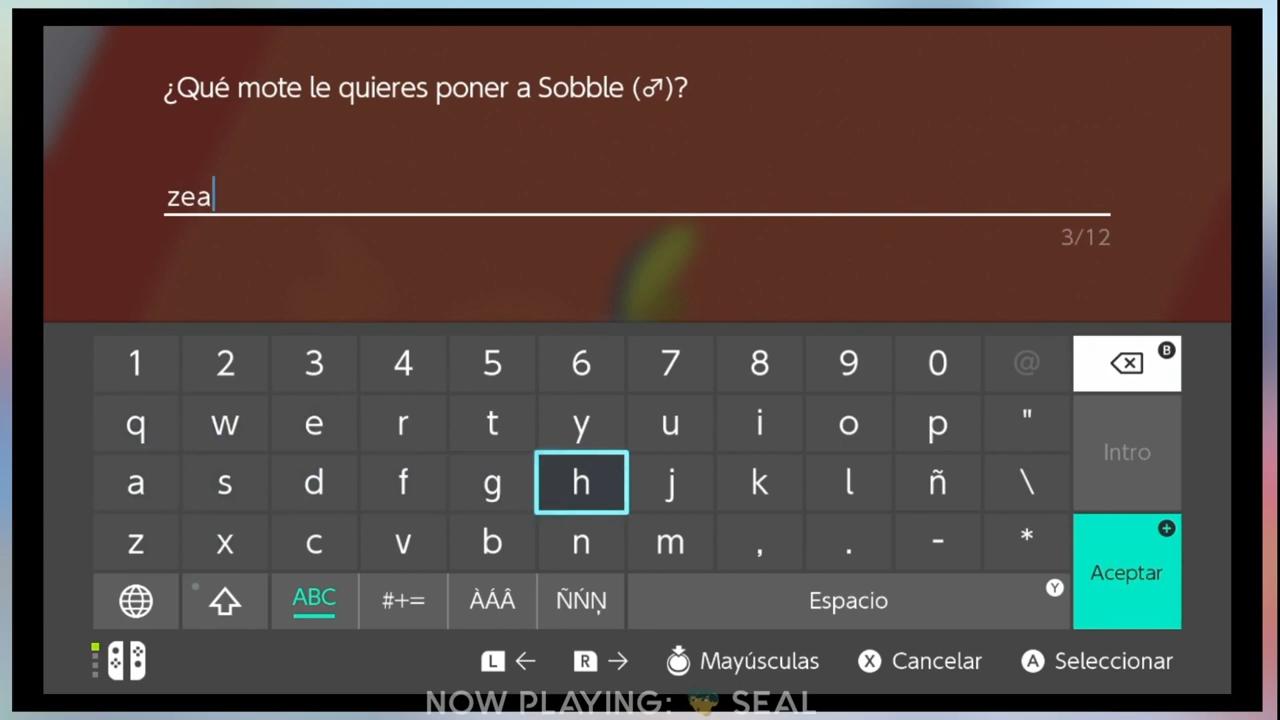 ¿Qué mote le quieres poner a Sobble (♂)?
zea
3/12
1 2 3 4 5 6 7 8 9 0 @ B
q w e r t y u i o p "
Intro
a s d f g h j k l ñ \
z x c v b n m , . - *
+ Aceptar
ABC #+= ÀÁÂ ÑŃŅ Espacio Y
L ← R → Mayúsculas X Cancelar A Seleccionar
NOW PLAYING: SEAL